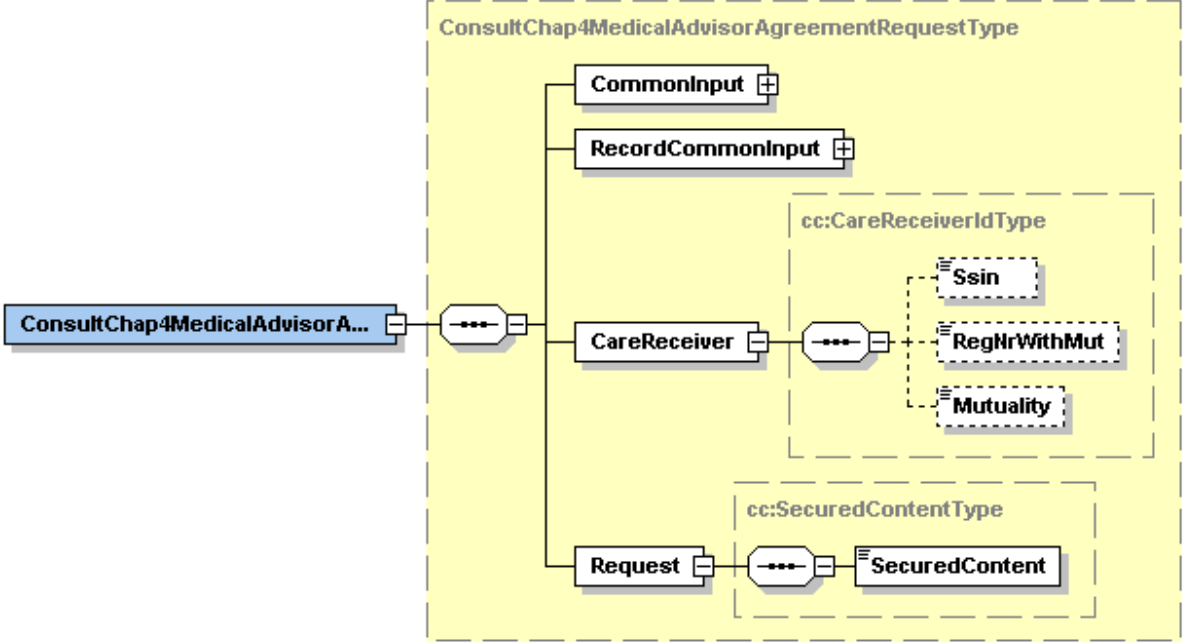 ConsultChap4MedicalAdvisorAgreementRequestType
CommonInput
RecordCommonInput
cc:CareReceiverIdType
Ssin
ConsultChap4MedicalAdvisorA...
CareReceiver
RegNrWithMut
Mutuality
cc:SecuredContentType
Request
SecuredContent